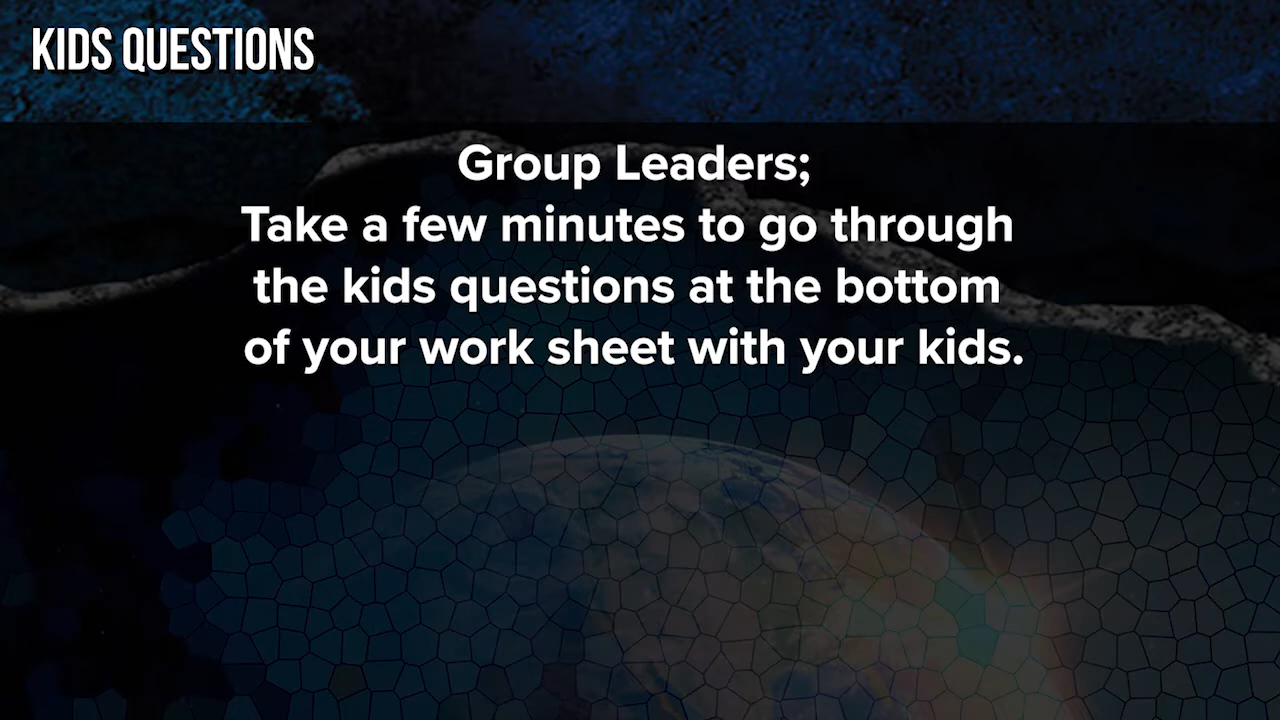 KIDS QUESTIONS
Group Leaders;
Take a few minutes to go through
the kids questions at the bottom
of your work sheet with your kids.